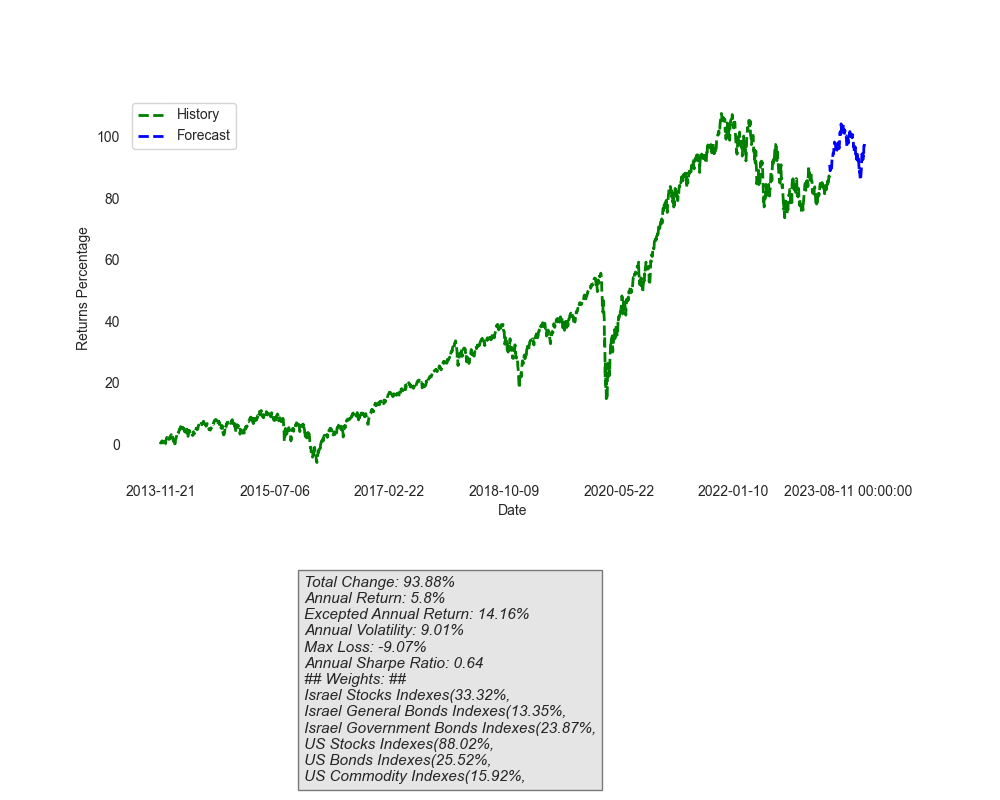 History
Forecast
100
80
60
40
20
0
Returns Percentage
2013-11-21 2015-07-06 2017-02-22 2018-10-09 2020-05-22 2022-01-10 2023-08-11 00:00:00
Date
Total Change: 93.88%
Annual Return: 5.8%
Excepted Annual Return: 14.16%
Annual Volatility: 9.01%
Max Loss: -9.07%
Annual Sharpe Ratio: 0.64
## Weights: ##
Israel Stocks Indexes(33.32%,
Israel General Bonds Indexes(13.35%,
Israel Government Bonds Indexes(23.87%,
US Stocks Indexes(88.02%,
US Bonds Indexes(25.52%,
US Commodity Indexes(15.92%,